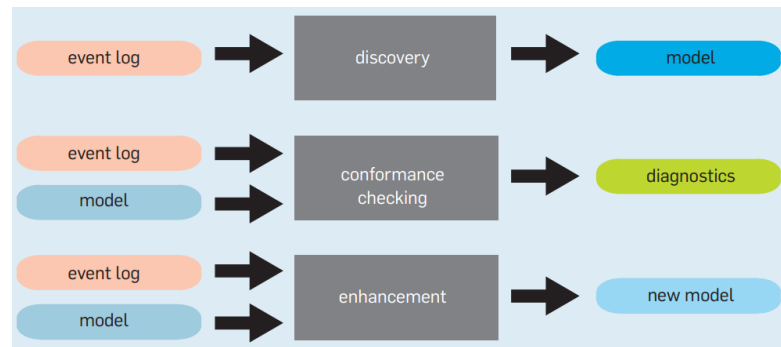 event log
discovery
model
event log
model
conformance
checking
diagnostics
event log
model
enhancement
new model